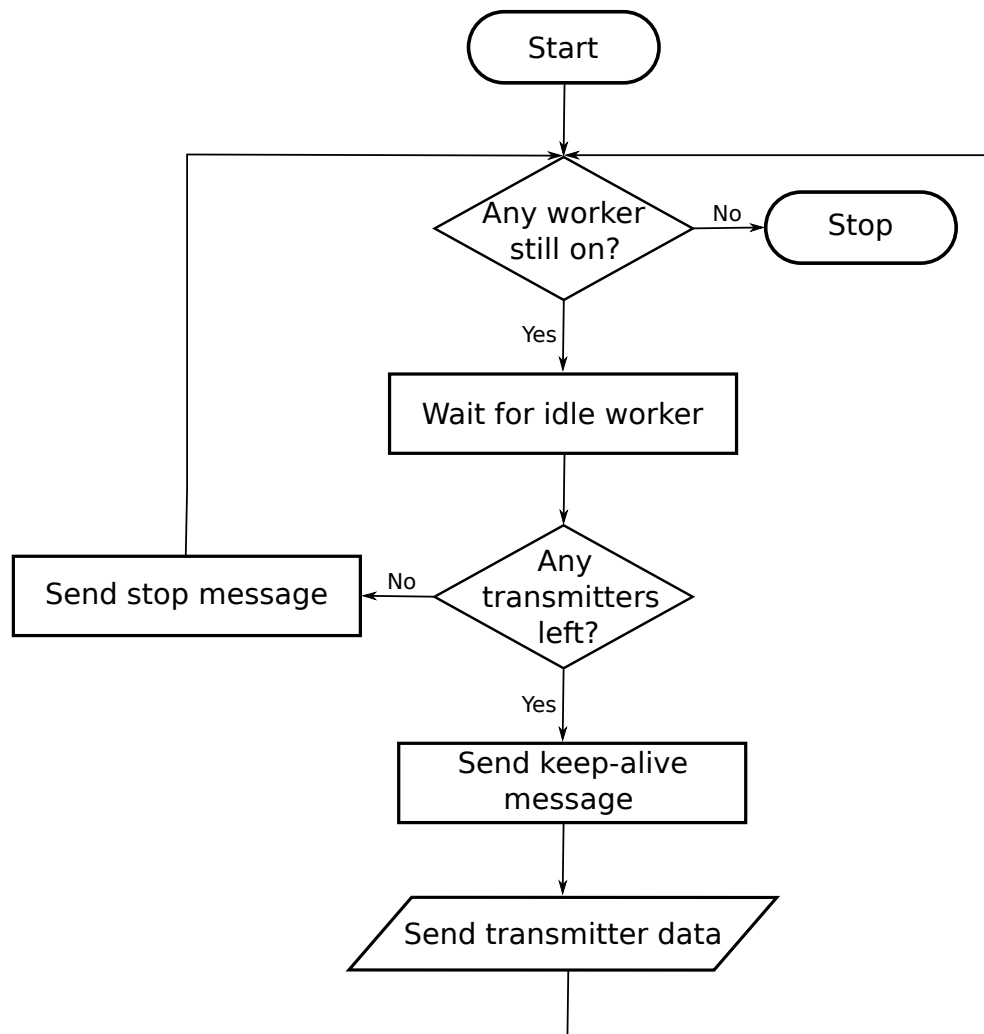 Start
Any worker
still on?
No
Stop
Yes
Wait for idle worker
Any
transmitters
left?
No
Send stop message
Yes
Send keep-alive
message
Send transmitter data